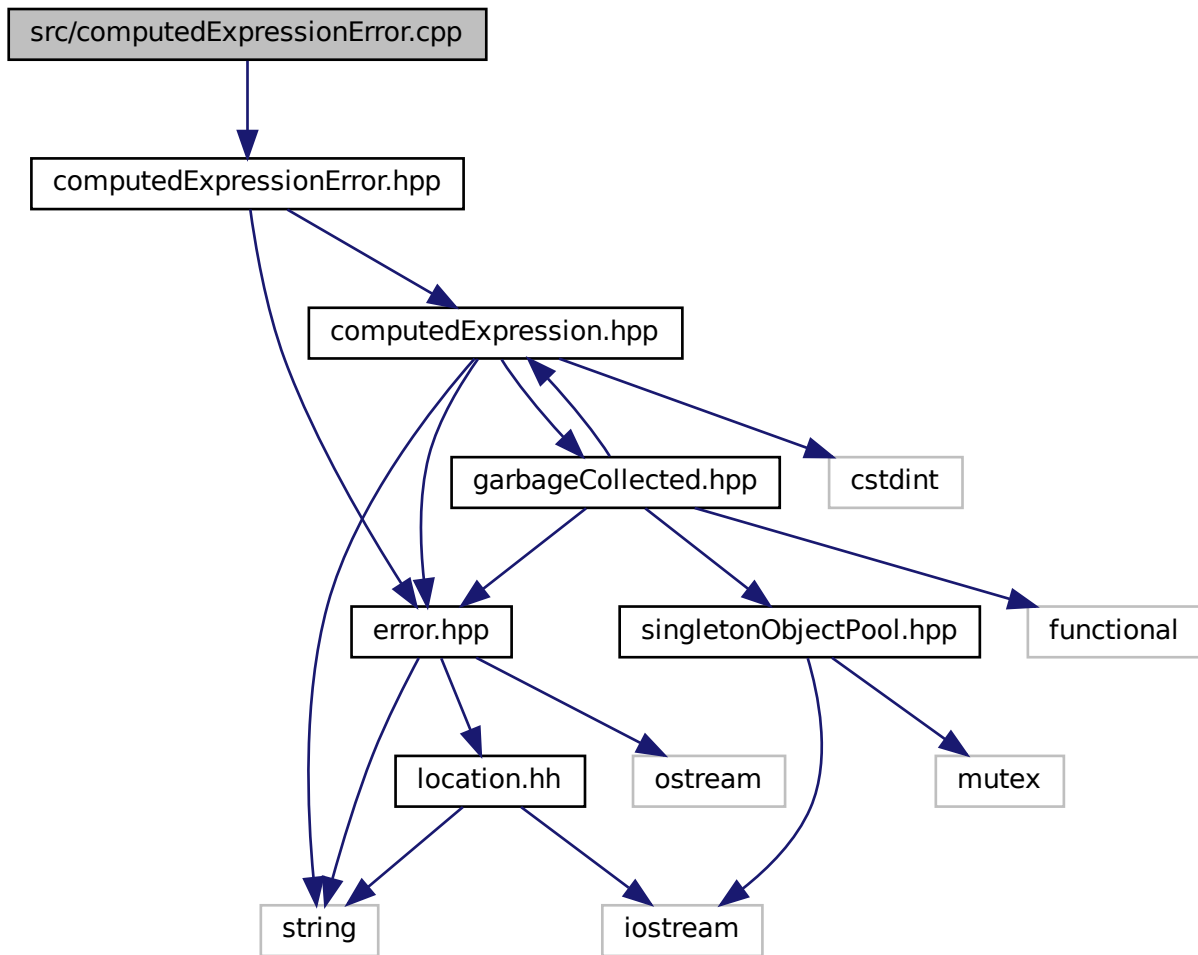 src/computedExpressionError.cpp
computedExpressionError.hpp
computedExpression.hpp
garbageCollected.hpp
cstdint
error.hpp
singletonObjectPool.hpp
functional
location.hh
ostream
mutex
string
iostream